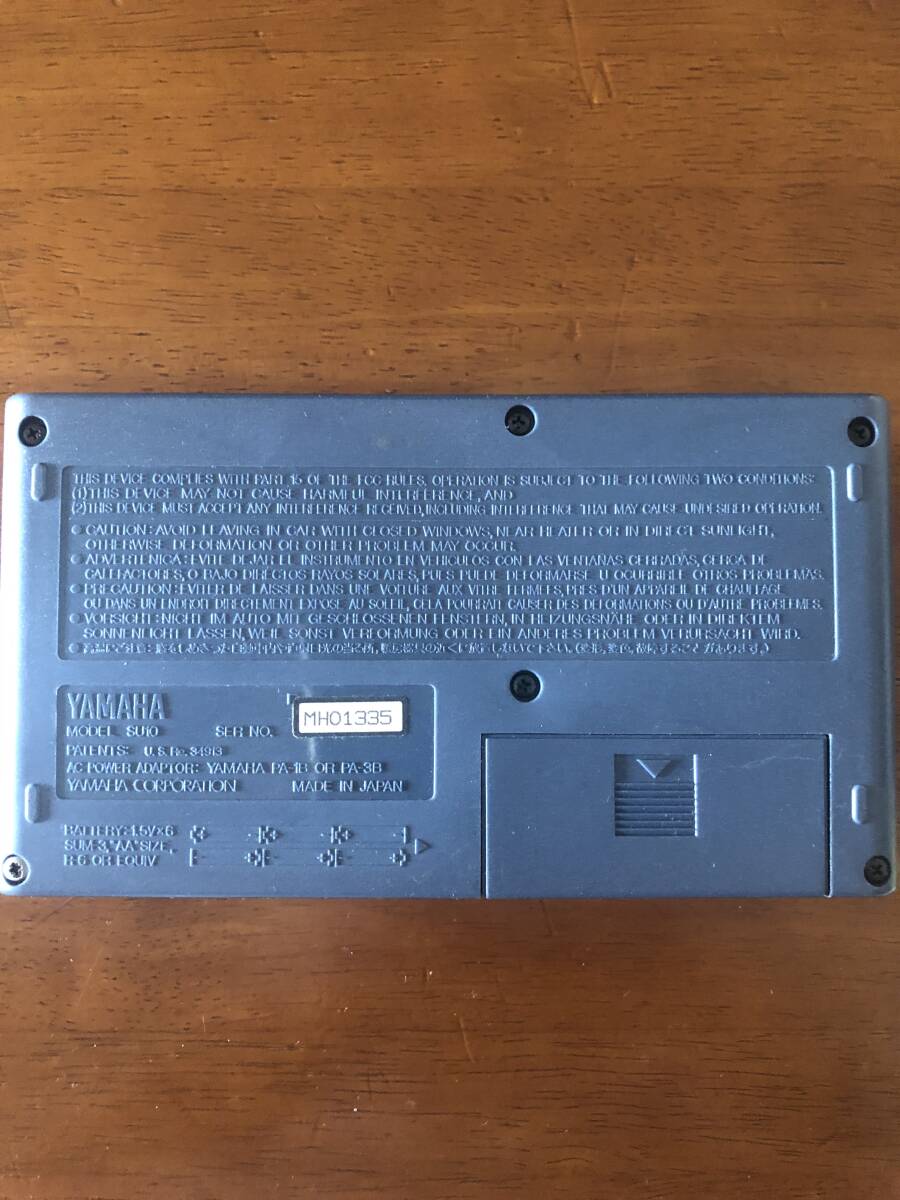 THIS DEVICE COMPLIES WITH PART 15 OF THE FCC RULES. OPERATION IS SUBJECT TO THE FOLLOWING TWO CONDITIONS:
(1)THIS DEVICE MAY NOT CAUSE HARMFUL INTERFERENCE, AND
(2)THIS DEVICE MUST ACCEPT ANY INTERFERENCE RECEIVED, INCLUDING INTERFERENCE THAT MAY CAUSE UNDESIRED OPERATION.
● CAUTION: AVOID LEAVING IN CAR WITH CLOSED WINDOWS, NEAR HEATER OR IN DIRECT SUNLIGHT,
OTHERWISE DEFORMATION OR OTHER PROBLEM MAY OCCUR.
● ADVERTENCIA: EVITE DEJAR EL INSTRUMENTO EN VEHICULOS CON LAS VENTANAS CERRADAS, CERCA DE
CALEFACTORES, O BAJO DIRECTOS RAYOS SOLARES, PUES PUEDE DEFORMARSE U OCURRIRLE OTROS PROBLEMAS.
● PRECAUTION: EVITER DE LAISSER DANS UNE VOITURE AUX VITRE FERMEES, PRES D'UN APPAREIL DE CHAUFFAGE
OU DANS UN ENDROIT DIRECTEMENT EXPOSE AU SOLEIL, CELA POURRAIT CAUSER DES DEFORMATIONS OU D'AUTRE PROBLEMES.
● VORSICHT: NICHT IM AUTO MIT GESCHLOSSENEN FENSTERN, IN HEIZUNGSNÄHE ODER IN DIREKTEM
SONNENLICHT LASSEN, WEIL SONST VERFORMUNG ODER EIN ANDERES PROBLEM VERURSACHT WIRD.
YAMAHA
MODEL SU10 SER NO. MH01335
PATENTS: U.S.Re.34913
AC POWER ADAPTOR: YAMAHA PA-1B OR PA-3B
YAMAHA CORPORATION MADE IN JAPAN
BATTERY:1.5V×6
SUM-3,"AA"SIZE,
R-6 OR EQUIV